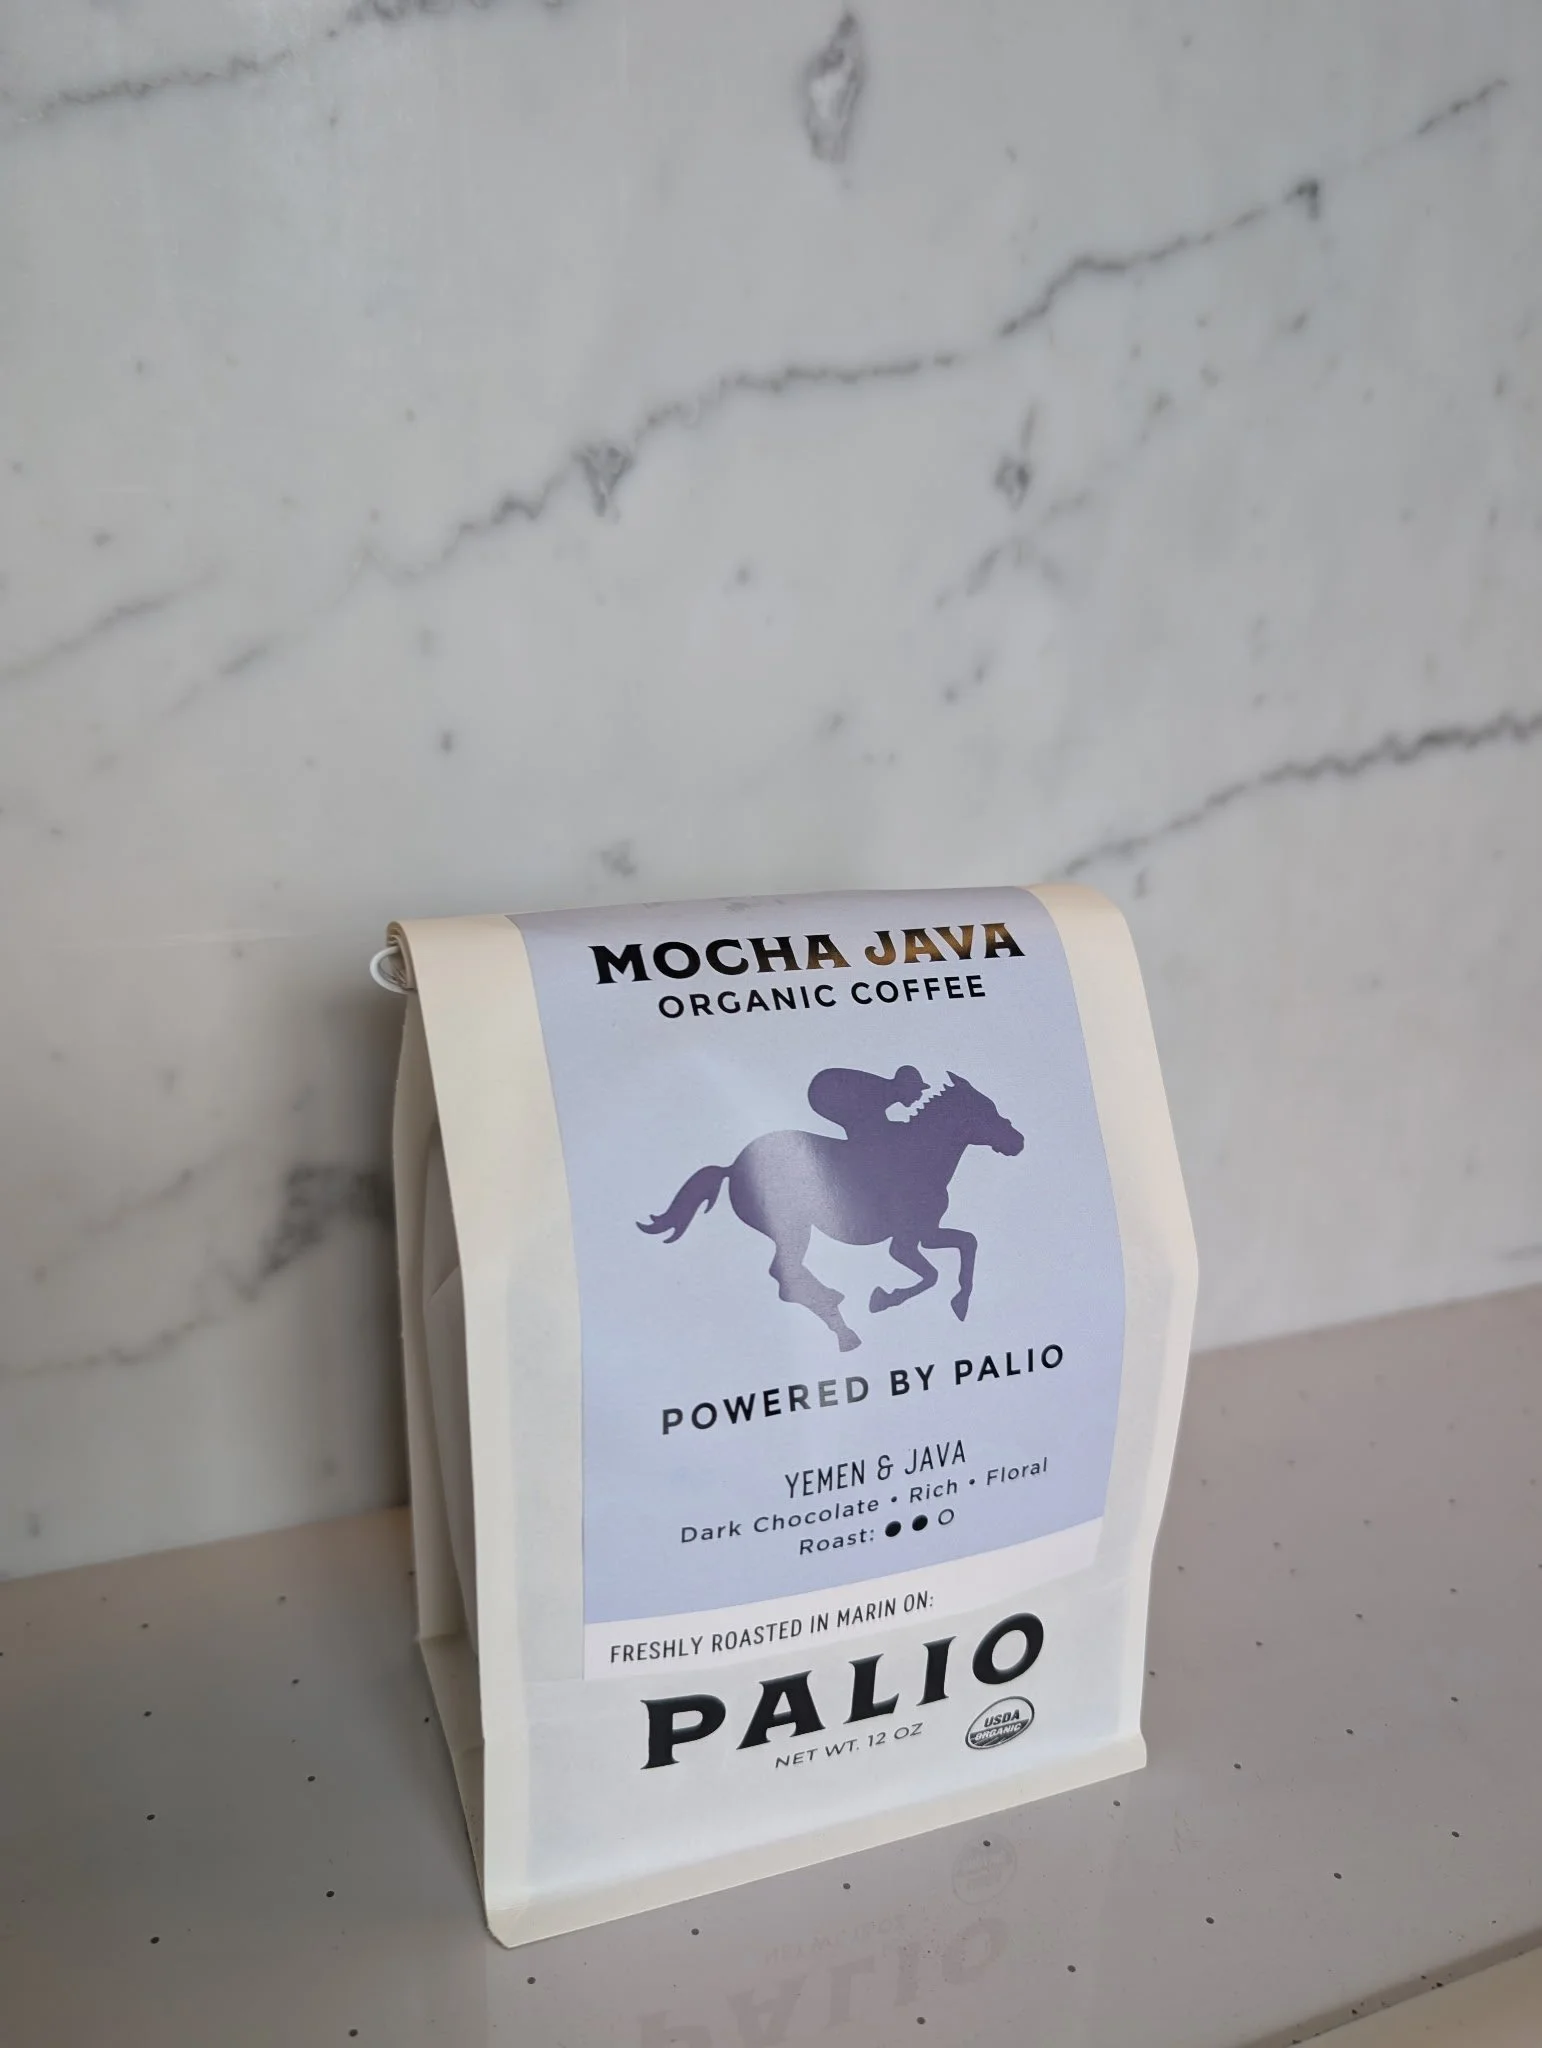 MOCHA JAVA
ORGANIC COFFEE
POWERED BY PALIO
YEMEN & JAVA
Dark Chocolate • Rich • Floral
Roast: ●●○
FRESHLY ROASTED IN MARIN ON:
PALIO
NET WT. 12 OZ
USDA
ORGANIC